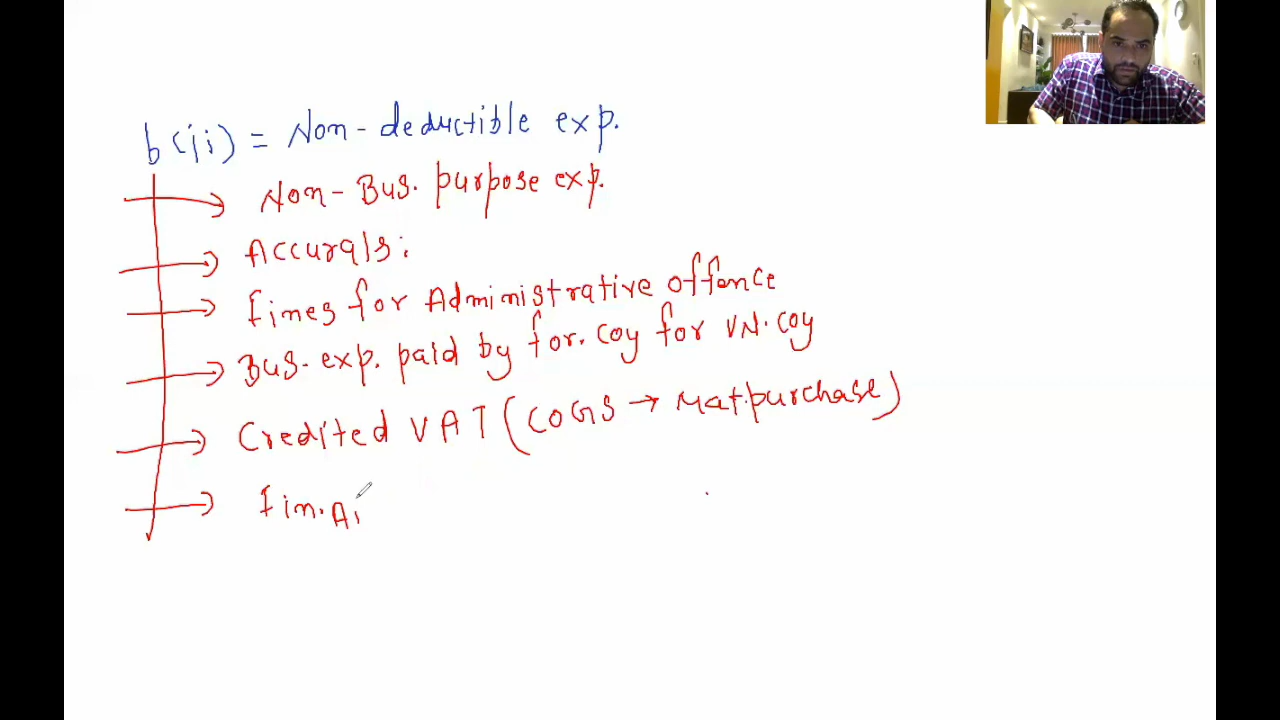 b(ii) = Non-deductible exp.
Non-Bus. purpose exp.
Accurals:
Fines for Administrative offence
Bus. exp. paid by for. coy for VN. coy
Credited VAT (COGS → Mat. purchase)
Fin.